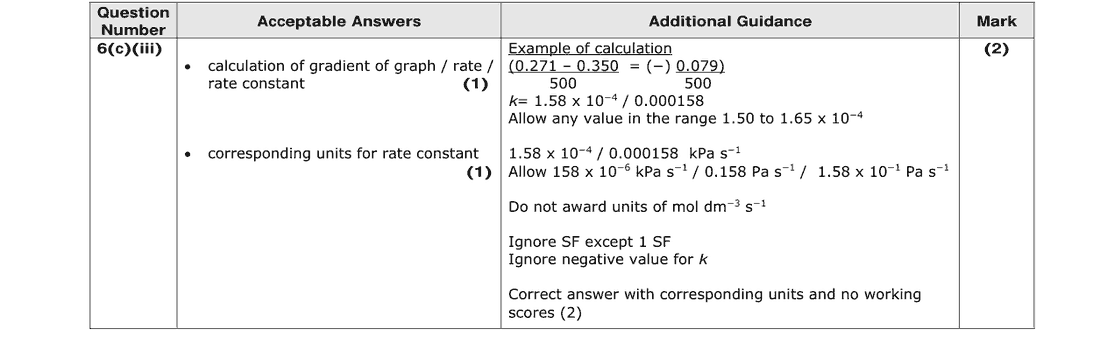 Question Number
Acceptable Answers
Additional Guidance
Mark
6(c)(iii)
• calculation of gradient of graph / rate /
rate constant (1)
• corresponding units for rate constant
(1)
Example of calculation
(0.271 – 0.350 = (−) 0.079)
500 500
k= 1.58 x 10⁻⁴ / 0.000158
Allow any value in the range 1.50 to 1.65 x 10⁻⁴
1.58 x 10⁻⁴ / 0.000158 kPa s⁻¹
Allow 158 x 10⁻⁶ kPa s⁻¹ / 0.158 Pa s⁻¹ / 1.58 x 10⁻¹ Pa s⁻¹
Do not award units of mol dm⁻³ s⁻¹
Ignore SF except 1 SF
Ignore negative value for k
Correct answer with corresponding units and no working
scores (2)
(2)